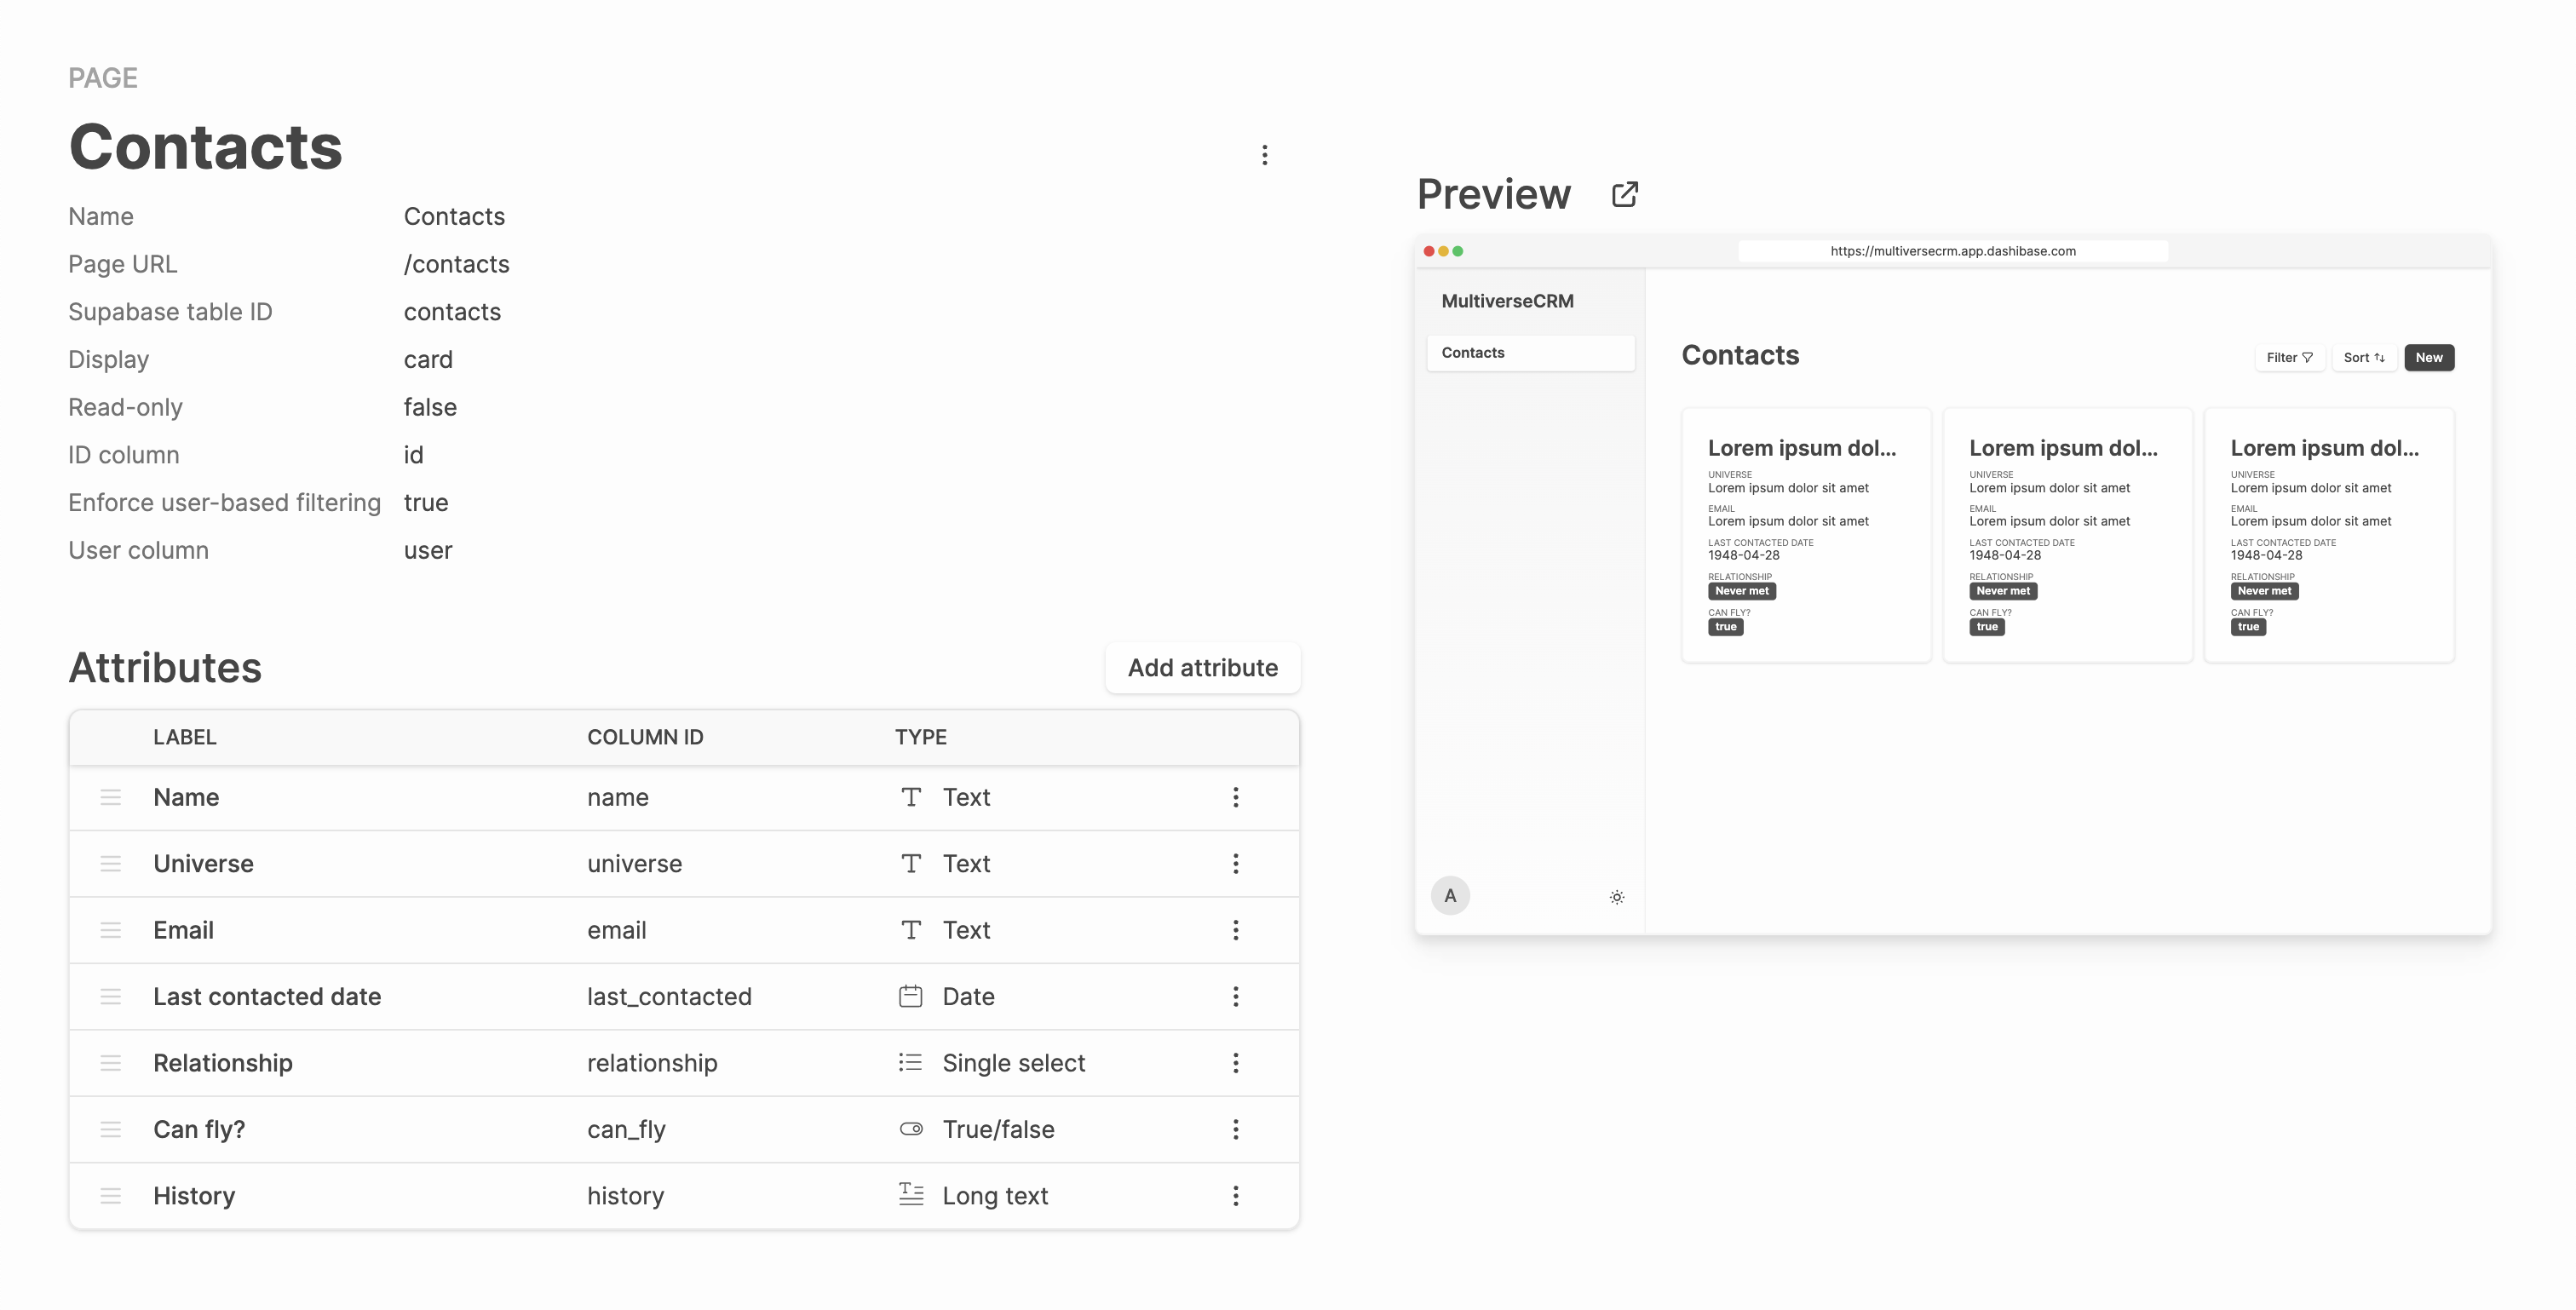 PAGE
Contacts
Name Contacts
Page URL /contacts
Supabase table ID contacts
Display card
Read-only false
ID column id
Enforce user-based filtering true
User column user
Attributes Add attribute
LABEL COLUMN ID TYPE
Name name Text
Universe universe Text
Email email Text
Last contacted date last_contacted Date
Relationship relationship Single select
Can fly? can_fly True/false
History history Long text
Preview
https://multiversecrm.app.dashibase.com
MultiverseCRM
Contacts
Contacts Filter Sort New
Lorem ipsum dol... Lorem ipsum dol... Lorem ipsum dol...
UNIVERSE UNIVERSE UNIVERSE
Lorem ipsum dolor sit amet Lorem ipsum dolor sit amet Lorem ipsum dolor sit amet
EMAIL EMAIL EMAIL
Lorem ipsum dolor sit amet Lorem ipsum dolor sit amet Lorem ipsum dolor sit amet
LAST CONTACTED DATE LAST CONTACTED DATE LAST CONTACTED DATE
1948-04-28 1948-04-28 1948-04-28
RELATIONSHIP RELATIONSHIP RELATIONSHIP
Never met Never met Never met
CAN FLY? CAN FLY? CAN FLY?
true true true
A